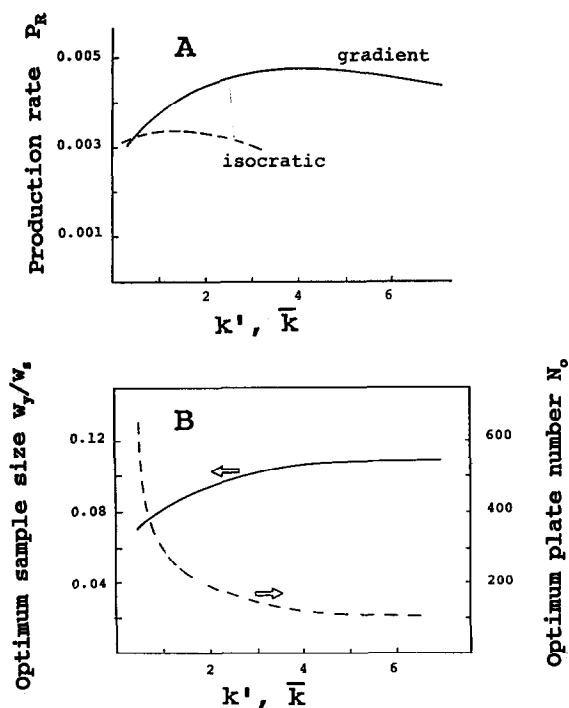 A
Production rate P_R
0.005
0.003
0.001
gradient
isocratic
2
4
6
k', k̄
B
Optimum sample size W_y/W_s
0.12
0.08
0.04
Optimum plate number N_o
600
400
200
2
4
6
k', k̄